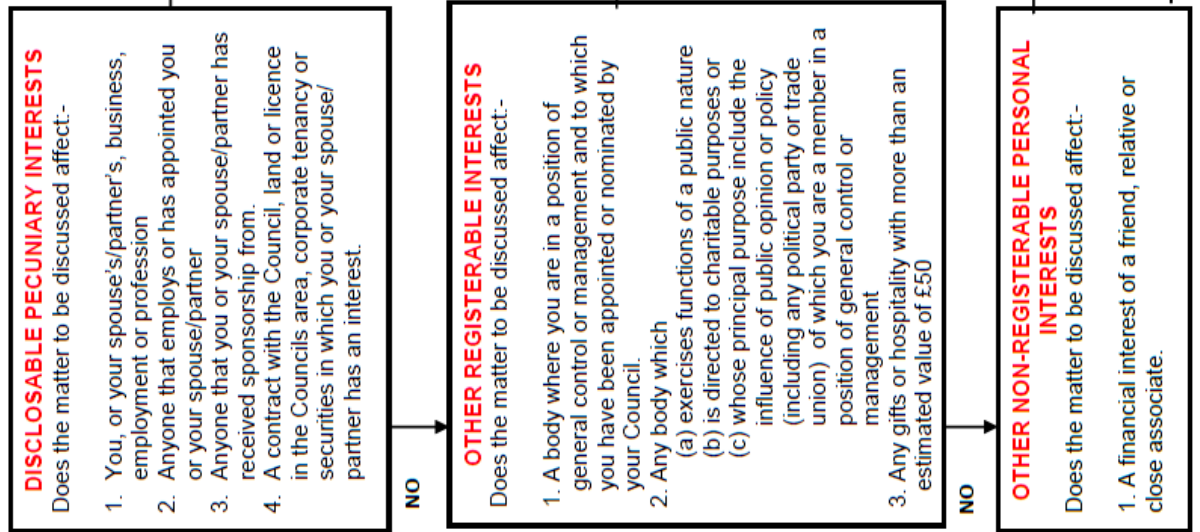 DISCLOSABLE PECUNIARY INTERESTS
Does the matter to be discussed affect:-
1. You, or your spouse's/partner's, business,
employment or profession
2. Anyone that employs or has appointed you
or your spouse/partner
3. Anyone that you or your spouse/partner has
received sponsorship from.
4. A contract with the Council, land or licence
in the Councils area, corporate tenancy or
securities in which you or your spouse/
partner has an interest.
NO
OTHER REGISTERABLE INTERESTS
Does the matter to be discussed affect:-
1. A body where you are in a position of
general control or management and to which
you have been appointed or nominated by
your Council.
2. Any body which
(a) exercises functions of a public nature
(b) is directed to charitable purposes or
(c) whose principal purpose include the
influence of public opinion or policy
(including any political party or trade
union) of which you are a member in a
position of general control or
management
3. Any gifts or hospitality with more than an
estimated value of £50
NO
OTHER NON-REGISTERABLE PERSONAL
INTERESTS
Does the matter to be discussed affect:-
1. A financial interest of a friend, relative or
close associate.